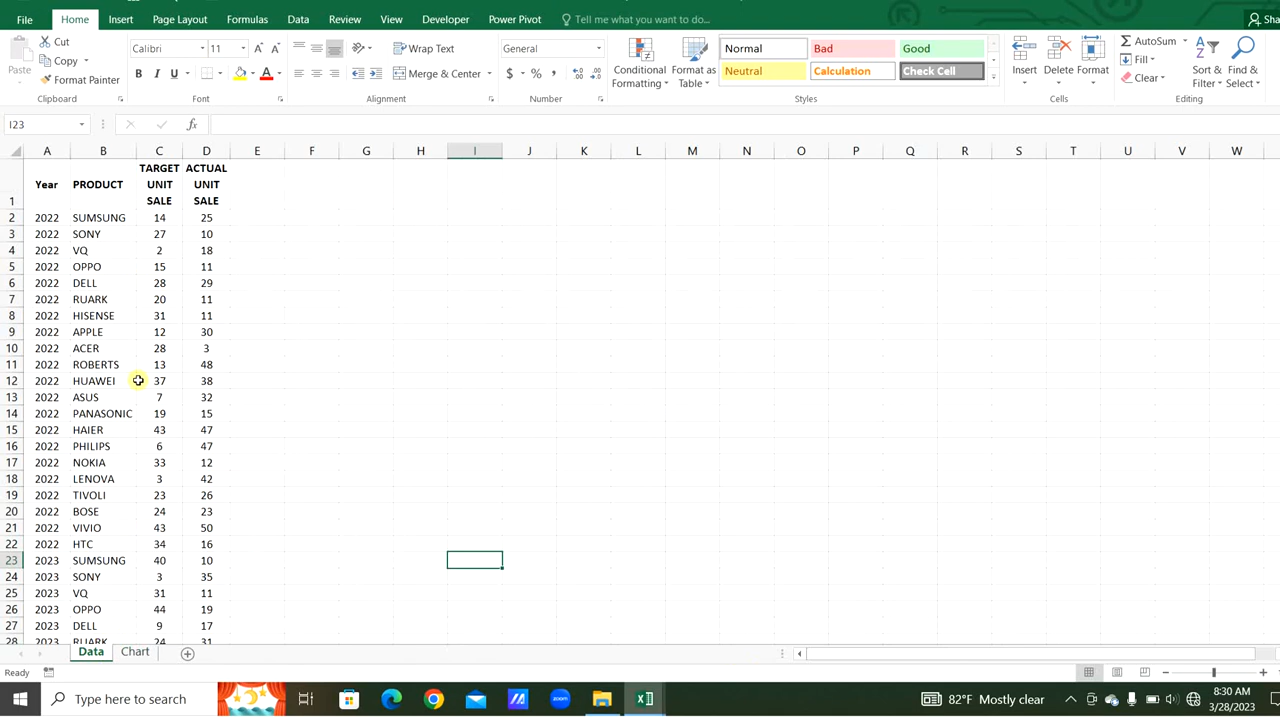 File Home Insert Page Layout Formulas Data Review View Developer Power Pivot Tell me what you want to do... Sha
Paste Cut Copy Format Painter Clipboard
Calibri 11 A A B I U A Font
Wrap Text Merge & Center Alignment
General $ % , Number
Conditional Formatting Format as Table Normal Bad Good Neutral Calculation Check Cell Styles
Insert Delete Format Cells
AutoSum Fill Clear Sort & Filter Find & Select Editing
I23 fx
A B C D E F G H I J K L M N O P Q R S T U V W
1 Year PRODUCT TARGET UNIT SALE ACTUAL UNIT SALE
2 2022 SUMSUNG 14 25
3 2022 SONY 27 10
4 2022 VQ 2 18
5 2022 OPPO 15 11
6 2022 DELL 28 29
7 2022 RUARK 20 11
8 2022 HISENSE 31 11
9 2022 APPLE 12 30
10 2022 ACER 28 3
11 2022 ROBERTS 13 48
12 2022 HUAWEI 37 38
13 2022 ASUS 7 32
14 2022 PANASONIC 19 15
15 2022 HAIER 43 47
16 2022 PHILIPS 6 47
17 2022 NOKIA 33 12
18 2022 LENOVA 3 42
19 2022 TIVOLI 23 26
20 2022 BOSE 24 23
21 2022 VIVIO 43 50
22 2022 HTC 34 16
23 2023 SUMSUNG 40 10
24 2023 SONY 3 35
25 2023 VQ 31 11
26 2023 OPPO 44 19
27 2023 DELL 9 17
28 2023 RUARK 24 31
Data Chart
Ready
Type here to search zoom 82°F Mostly clear 8:30 AM
3/28/2023